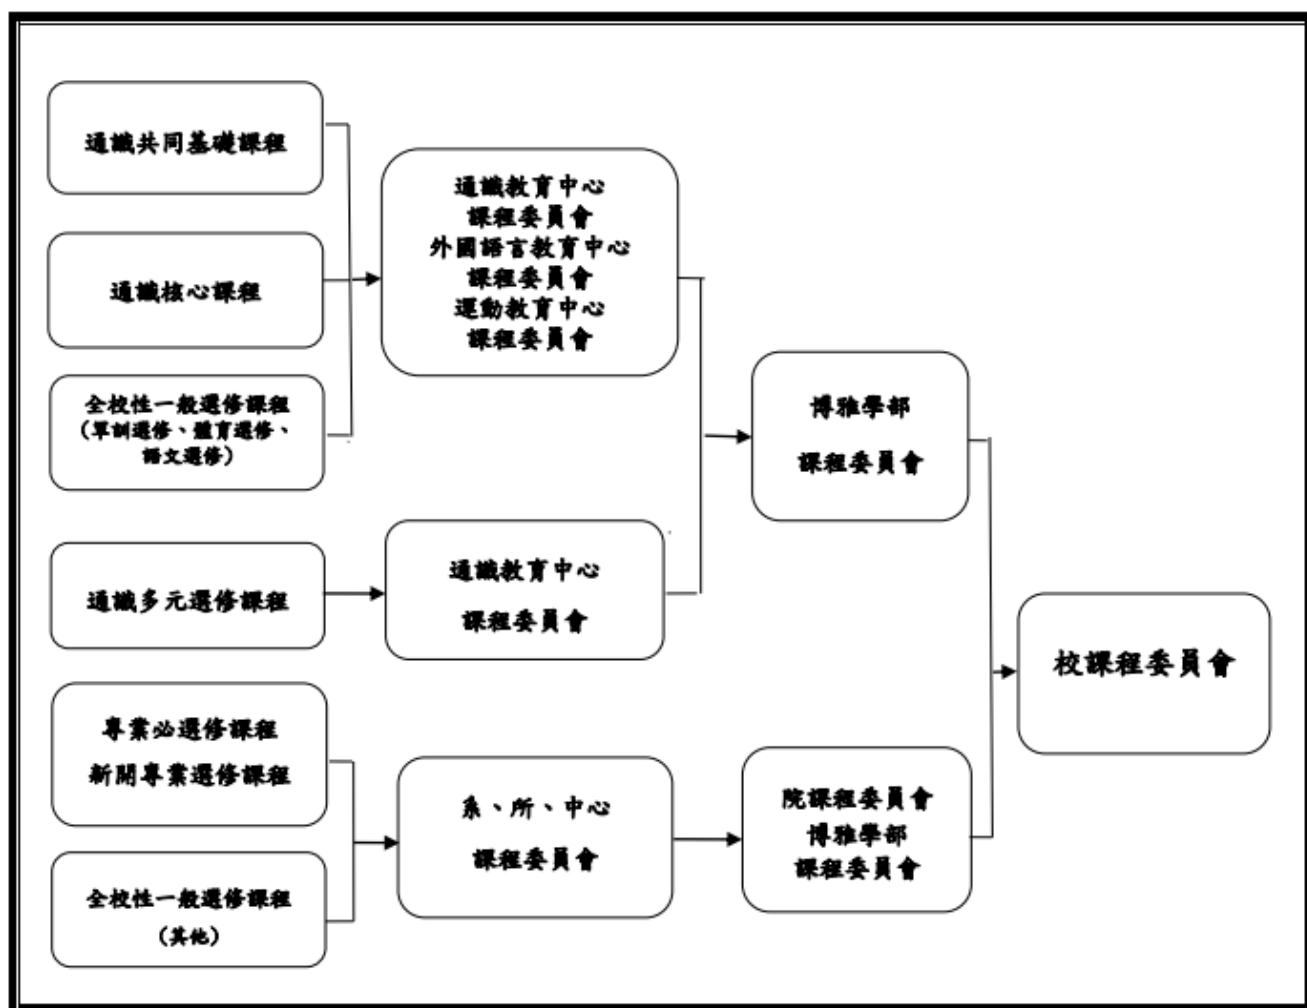 通識共同基礎課程
通識核心課程
全校性一般選修課程
（軍訓選修、體育選修、
語文選修）
通識教育中心
課程委員會
外國語言教育中心
課程委員會
運動教育中心
課程委員會
通識多元選修課程
通識教育中心
課程委員會
博雅學部
課程委員會
專業必選修課程
新開專業選修課程
全校性一般選修課程
（其他）
系、所、中心
課程委員會
院課程委員會
博雅學部
課程委員會
校課程委員會